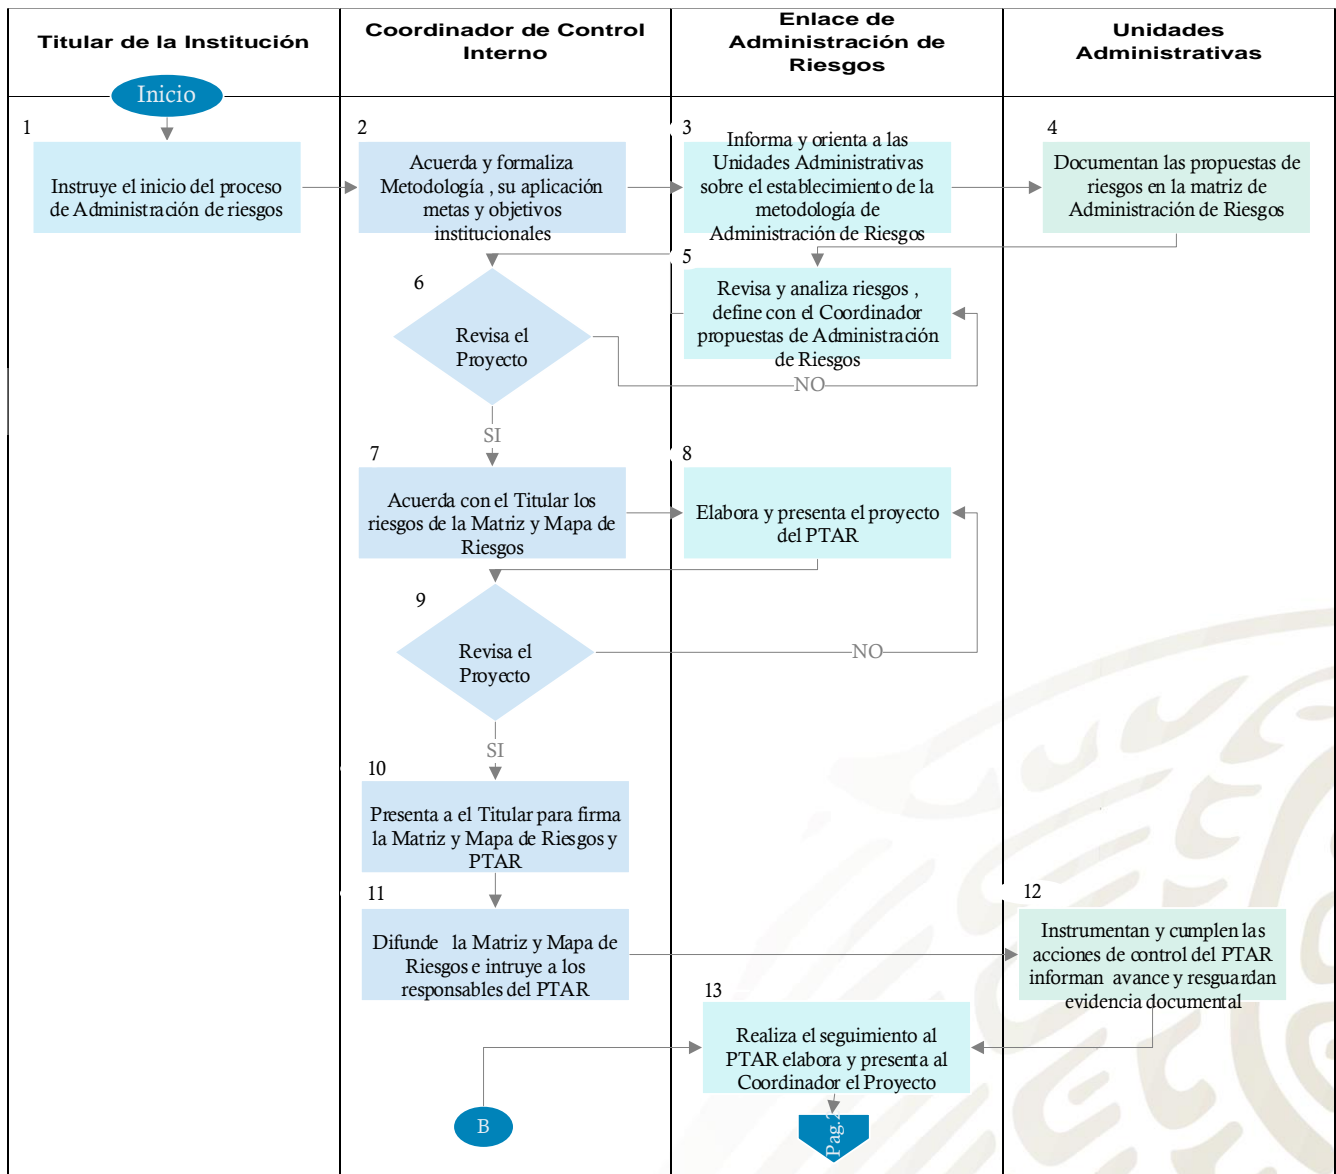 Titular de la Institución
Coordinador de Control
Interno
Enlace de
Administración de
Riesgos
Unidades
Administrativas
Inicio
1
Instruye el inicio del proceso
de Administración de riesgos
2
Acuerda y formaliza
Metodología , su aplicación
metas y objetivos
institucionales
3
Informa y orienta a las
Unidades Administrativas
sobre el establecimiento de la
metodología de
Administración de Riesgos
4
Documentan las propuestas de
riesgos en la matriz de
Administración de Riesgos
5
Revisa y analiza riesgos ,
define con el Coordinador
propuestas de Administración
de Riesgos
6
Revisa el
Proyecto
NO
SI
7
Acuerda con el Titular los
riesgos de la Matriz y Mapa de
Riesgos
8
Elabora y presenta el proyecto
del PTAR
9
Revisa el
Proyecto
NO
SI
10
Presenta a el Titular para firma
la Matriz y Mapa de Riesgos y
PTAR
11
Difunde la Matriz y Mapa de
Riesgos e intruye a los
responsables del PTAR
12
Instrumentan y cumplen las
acciones de control del PTAR
informan avance y resguardan
evidencia documental
13
Realiza el seguimiento al
PTAR elabora y presenta al
Coordinador el Proyecto
B
Pag.2